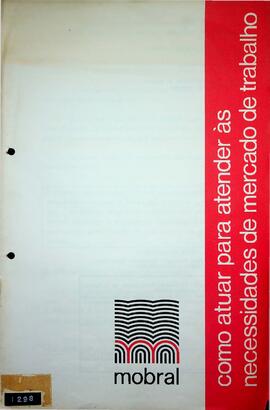 como atuar para atender às
necessidades de mercado de trabalho
mobral
1298